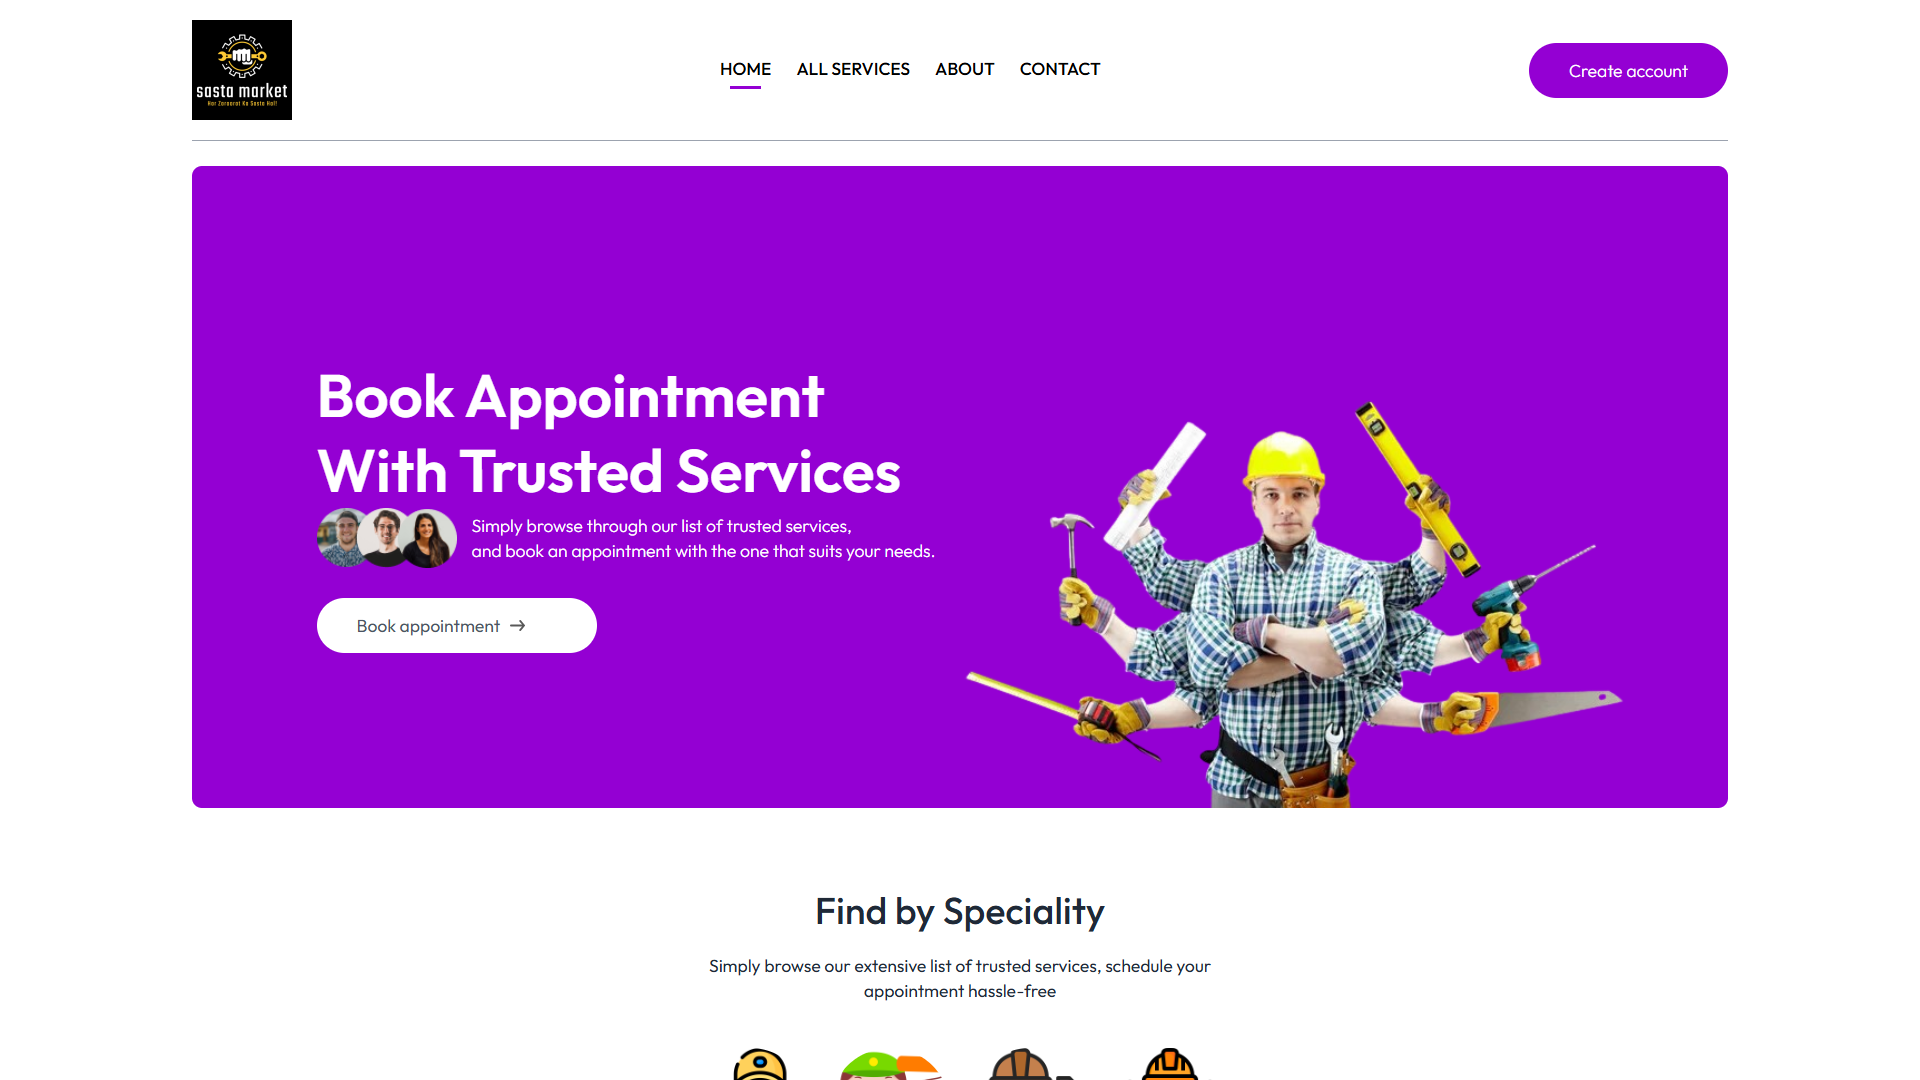 sasta market
Har Zaroorat Ka Sasta Hal!
HOME
ALL SERVICES
ABOUT
CONTACT
Create account
Book Appointment
With Trusted Services
Simply browse through our list of trusted services,
and book an appointment with the one that suits your needs.
Book appointment →
Find by Speciality
Simply browse our extensive list of trusted services, schedule your
appointment hassle-free